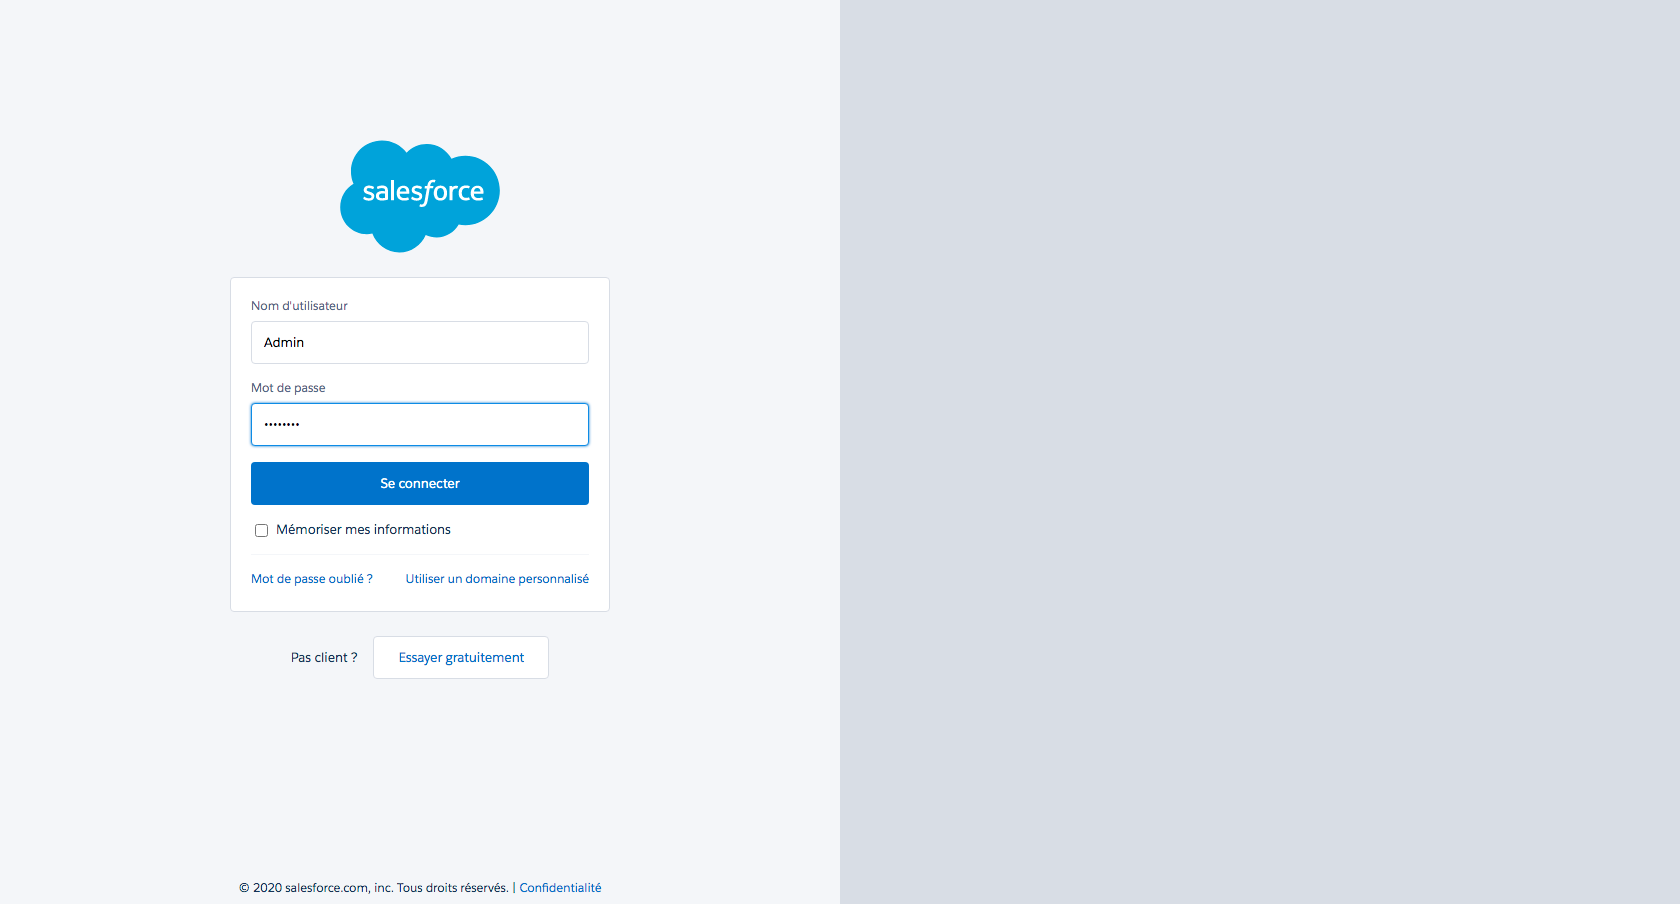 salesforce
Nom d'utilisateur
Admin
Mot de passe
••••••••
Se connecter
Mémoriser mes informations
Mot de passe oublié ? Utiliser un domaine personnalisé
Pas client ? Essayer gratuitement
© 2020 salesforce.com, inc. Tous droits réservés. | Confidentialité